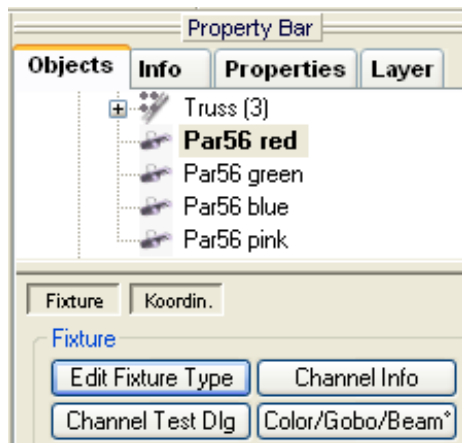 Property Bar
Objects Info Properties Layer
Truss (3)
Par56 red
Par56 green
Par56 blue
Par56 pink
Fixture Koordin.
Fixture
Edit Fixture Type Channel Info
Channel Test Dlg Color/Gobo/Beam*